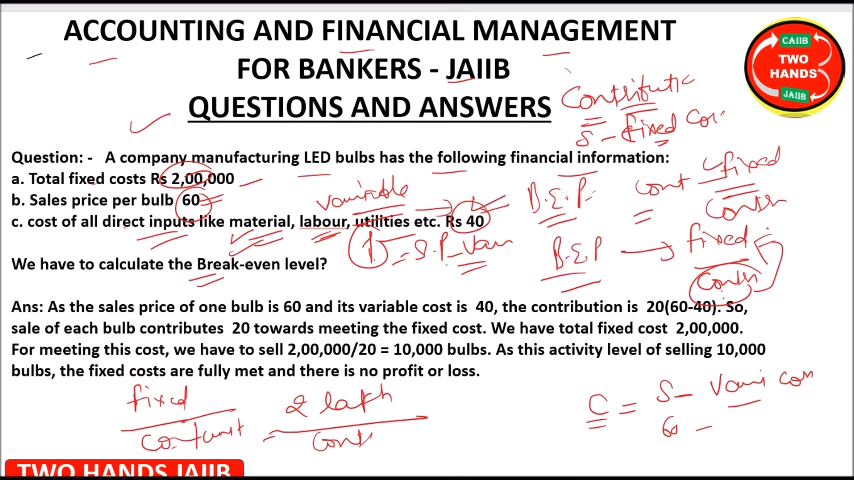 ACCOUNTING AND FINANCIAL MANAGEMENT
FOR BANKERS - JAIIB
QUESTIONS AND ANSWERS
CAIIB
TWO
HANDS
JAIIB
Contributic
S - fixed Cos
Question: - A company manufacturing LED bulbs has the following financial information:
a. Total fixed costs Rs 2,00,000
b. Sales price per bulb 60
c. cost of all direct inputs like material, labour, utilities etc. Rs 40
variable
B.E.P =
cont
fixed
= S.P - Van
B.E.P
fixed
We have to calculate the Break-even level?
Ans: As the sales price of one bulb is 60 and its variable cost is 40, the contribution is 20(60-40). So,
sale of each bulb contributes 20 towards meeting the fixed cost. We have total fixed cost 2,00,000.
For meeting this cost, we have to sell 2,00,000/20 = 10,000 bulbs. As this activity level of selling 10,000
bulbs, the fixed costs are fully met and there is no profit or loss.
fixed
2 lakh
= cont
C = S - Vari cos
60 -
TWO HANDS JAIIB